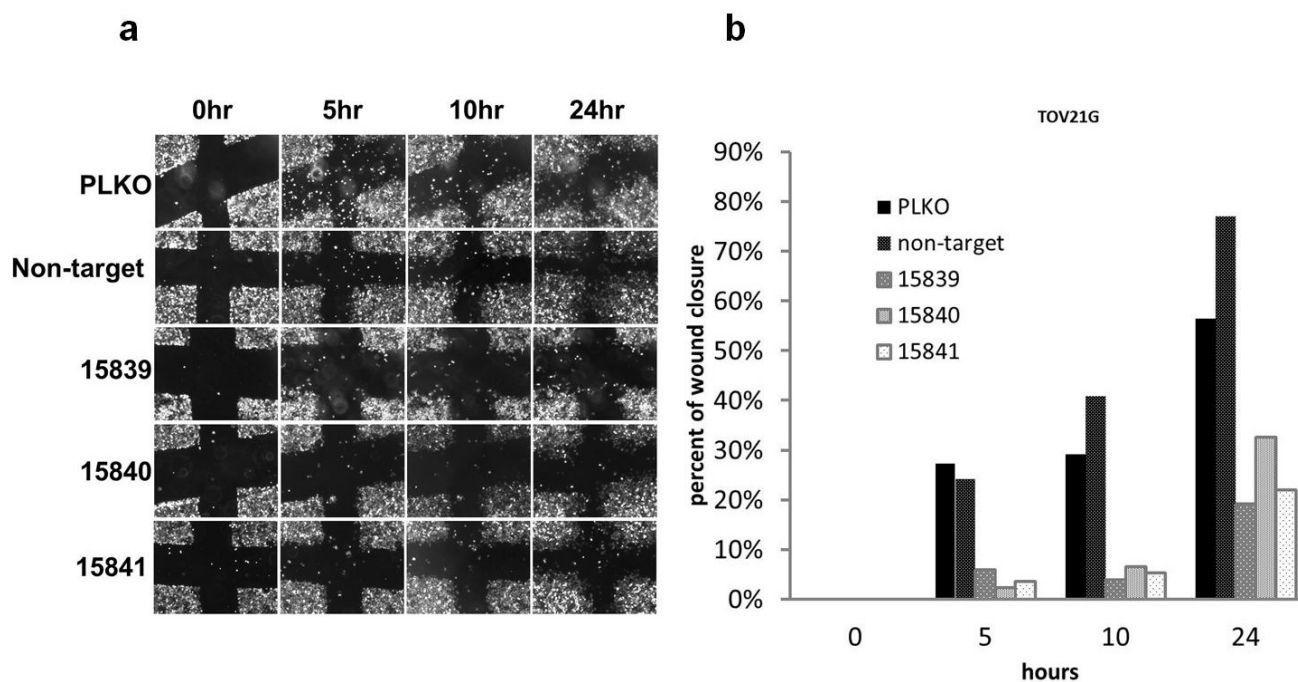 a
0hr 5hr 10hr 24hr
PLKO
Non-target
15839
15840
15841
b
TOV21G
90%
80%
70%
60%
50%
40%
30%
20%
10%
0%
percent of wound closure
PLKO
non-target
15839
15840
15841
0 5 10 24
hours